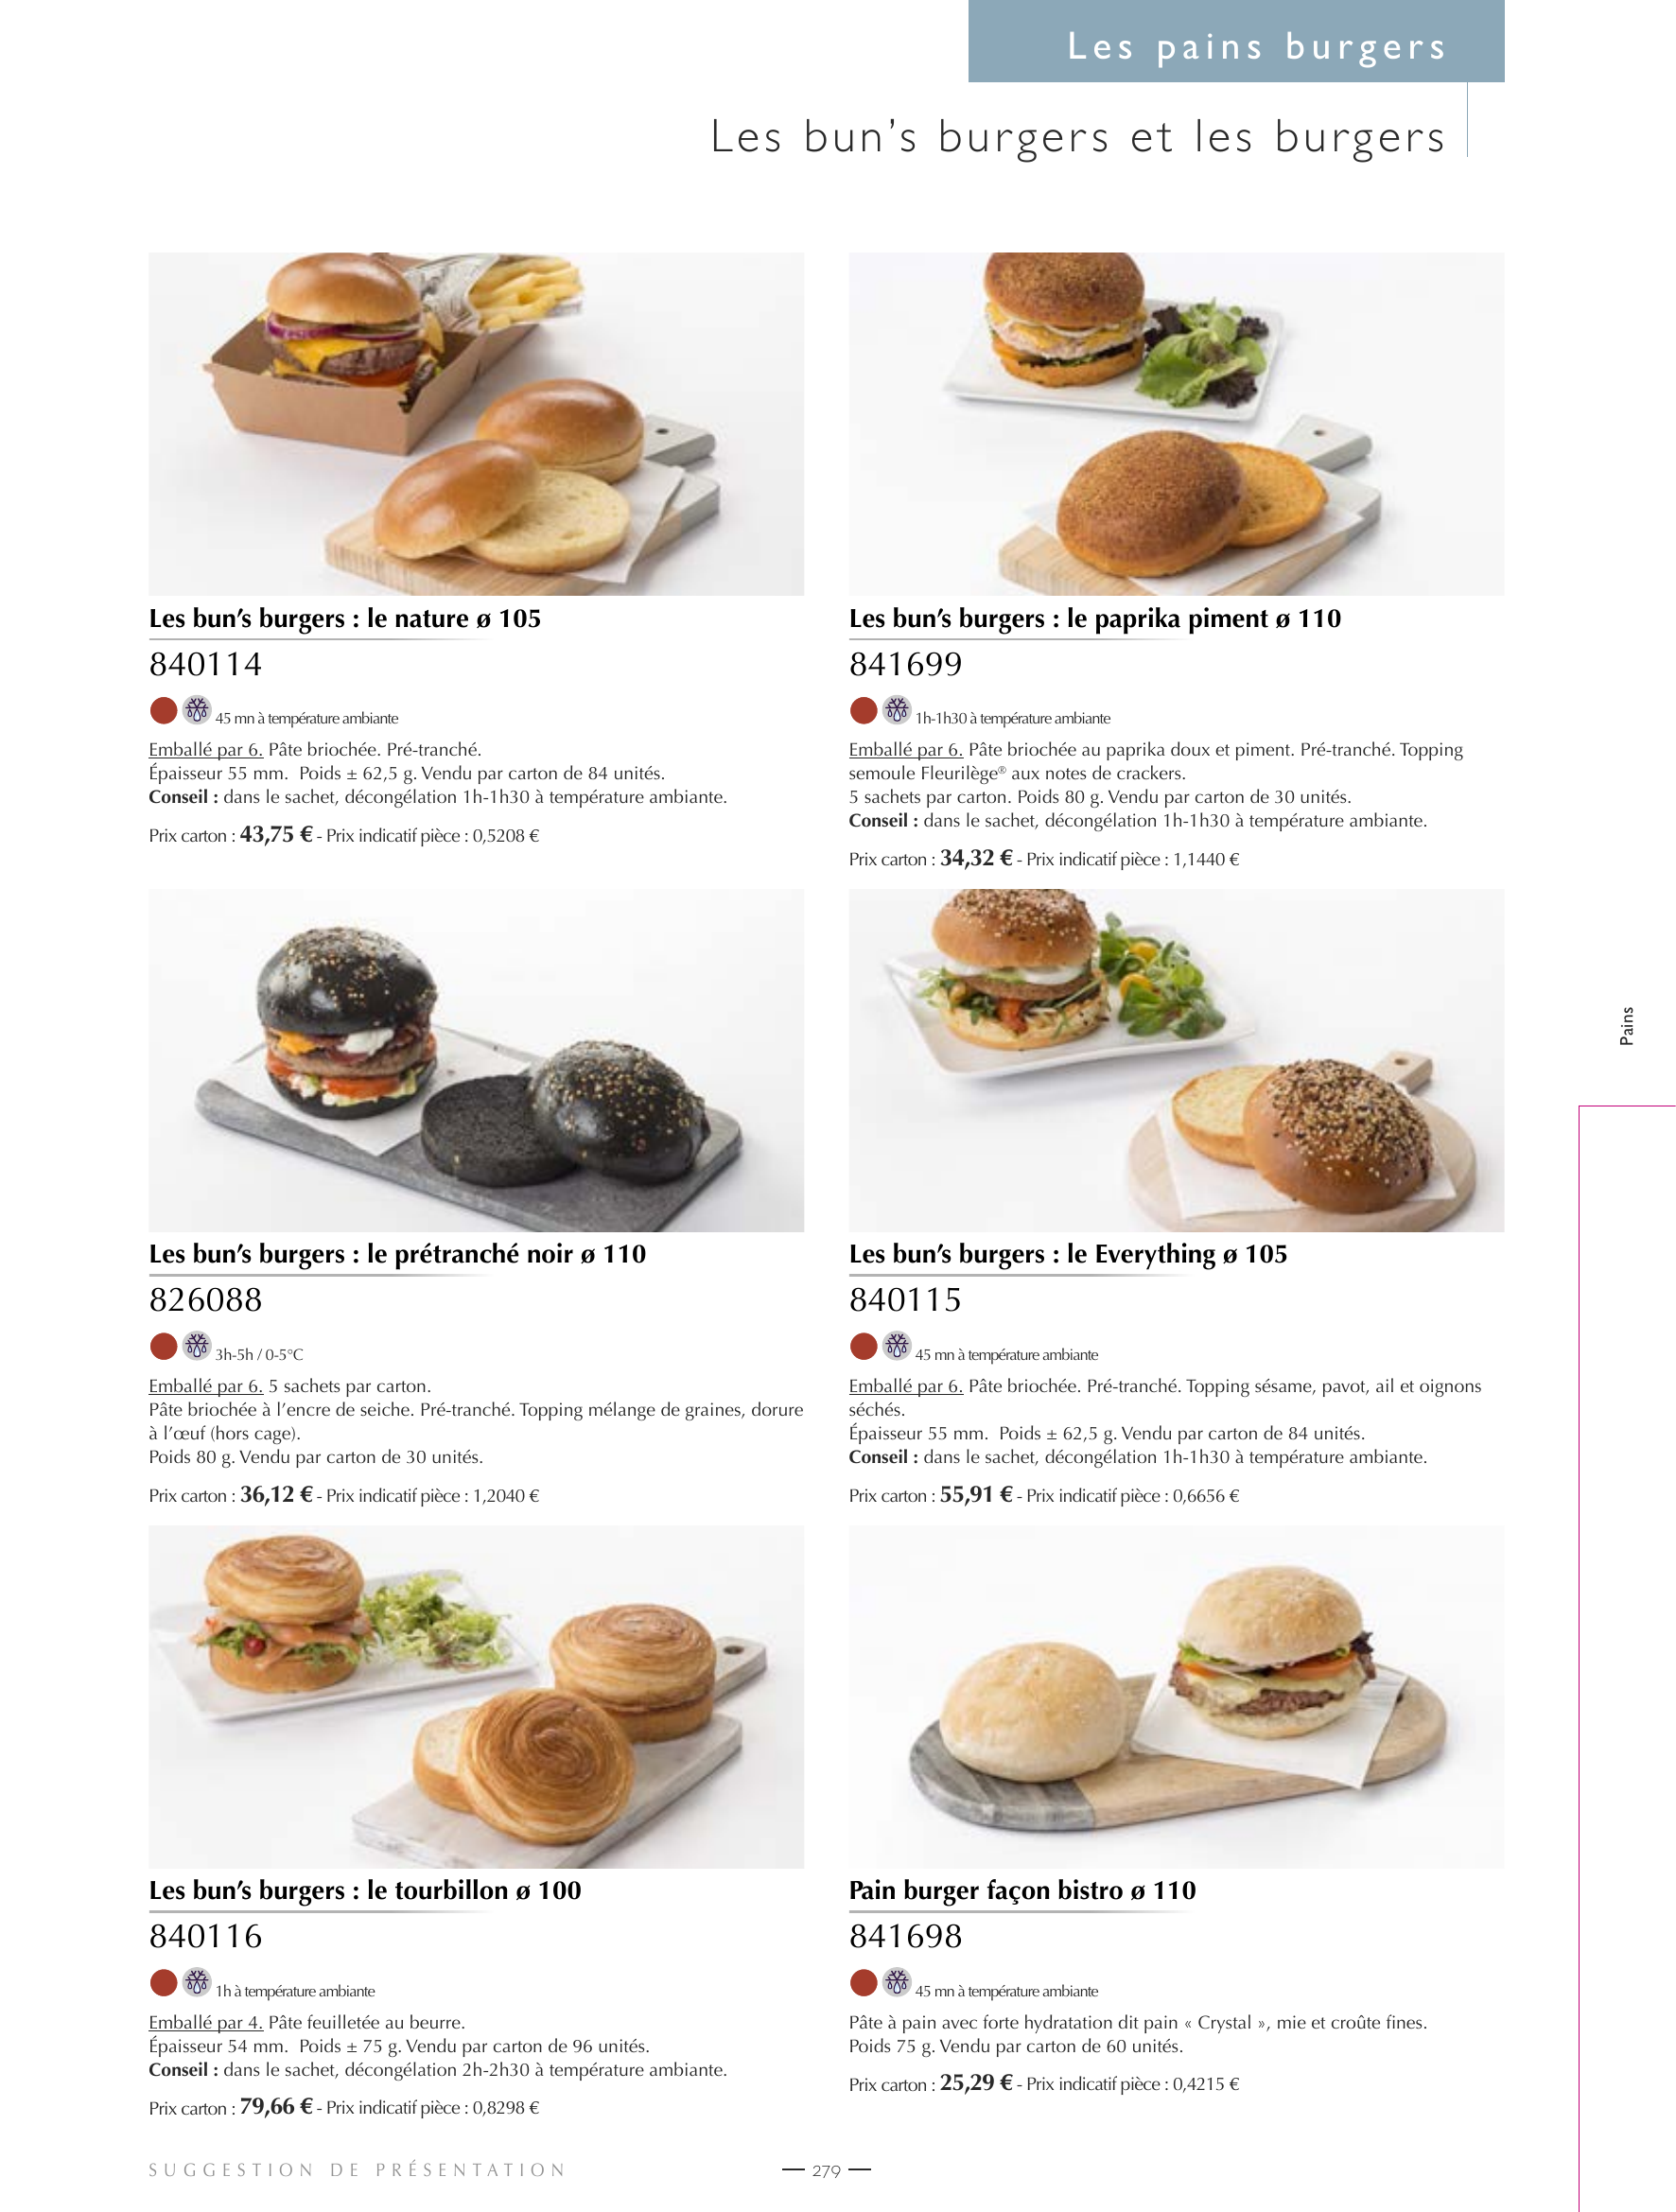 Les pains burgers
Les bun's burgers et les burgers
Les bun's burgers : le nature ø 105
840114
45 mn à température ambiante
Emballé par 6. Pâte briochée. Pré-tranché.
Épaisseur 55 mm.  Poids ± 62,5 g. Vendu par carton de 84 unités.
Conseil : dans le sachet, décongélation 1h-1h30 à température ambiante.
Prix carton : 43,75 € - Prix indicatif pièce : 0,5208 €
Les bun's burgers : le paprika piment ø 110
841699
1h-1h30 à température ambiante
Emballé par 6. Pâte briochée au paprika doux et piment. Pré-tranché. Topping
semoule Fleurilège® aux notes de crackers.
5 sachets par carton. Poids 80 g. Vendu par carton de 30 unités.
Conseil : dans le sachet, décongélation 1h-1h30 à température ambiante.
Prix carton : 34,32 € - Prix indicatif pièce : 1,1440 €
Les bun's burgers : le prétranché noir ø 110
826088
3h-5h / 0-5°C
Emballé par 6. 5 sachets par carton.
Pâte briochée à l'encre de seiche. Pré-tranché. Topping mélange de graines, dorure
à l'œuf (hors cage).
Poids 80 g. Vendu par carton de 30 unités.
Prix carton : 36,12 € - Prix indicatif pièce : 1,2040 €
Les bun's burgers : le Everything ø 105
840115
45 mn à température ambiante
Emballé par 6. Pâte briochée. Pré-tranché. Topping sésame, pavot, ail et oignons
séchés.
Épaisseur 55 mm.  Poids ± 62,5 g. Vendu par carton de 84 unités.
Conseil : dans le sachet, décongélation 1h-1h30 à température ambiante.
Prix carton : 55,91 € - Prix indicatif pièce : 0,6656 €
Les bun's burgers : le tourbillon ø 100
840116
1h à température ambiante
Emballé par 4. Pâte feuilletée au beurre.
Épaisseur 54 mm.  Poids ± 75 g. Vendu par carton de 96 unités.
Conseil : dans le sachet, décongélation 2h-2h30 à température ambiante.
Prix carton : 79,66 € - Prix indicatif pièce : 0,8298 €
Pain burger façon bistro ø 110
841698
45 mn à température ambiante
Pâte à pain avec forte hydratation dit pain « Crystal », mie et croûte fines.
Poids 75 g. Vendu par carton de 60 unités.
Prix carton : 25,29 € - Prix indicatif pièce : 0,4215 €
Pains
SUGGESTION DE PRÉSENTATION
— 279 —